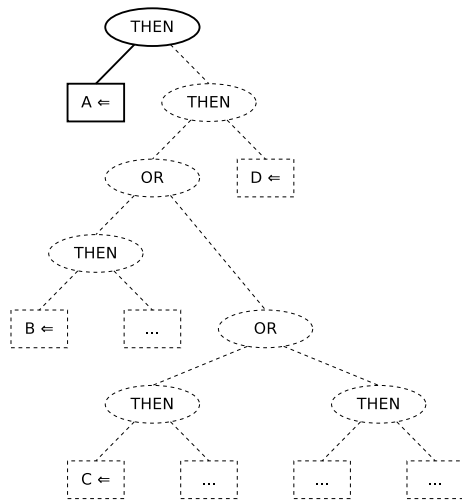 THEN
A ⇐
THEN
OR
D ⇐
THEN
B ⇐
...
OR
THEN
THEN
C ⇐
...
...
...